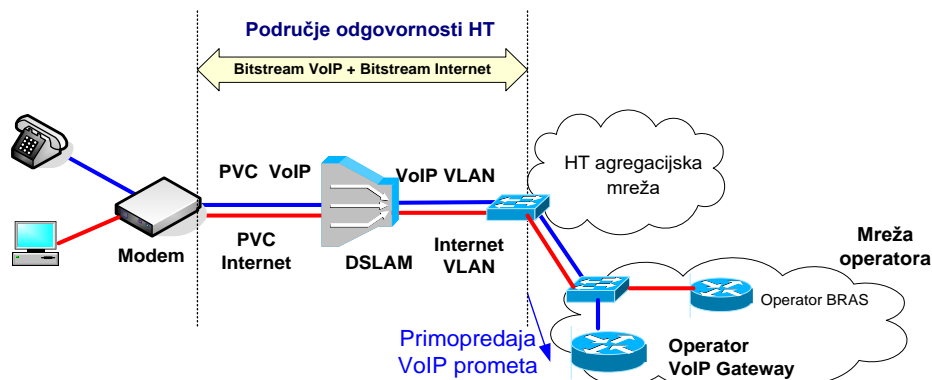 Područje odgovornosti HT
Bitstream VoIP + Bitstream Internet
HT agregacijska
mreža
PVC VoIP
VoIP VLAN
Modem
PVC
Internet
DSLAM
Internet
VLAN
Mreža
operatora
Operator BRAS
Primopredaja
VoIP prometa
Operator
VoIP Gateway